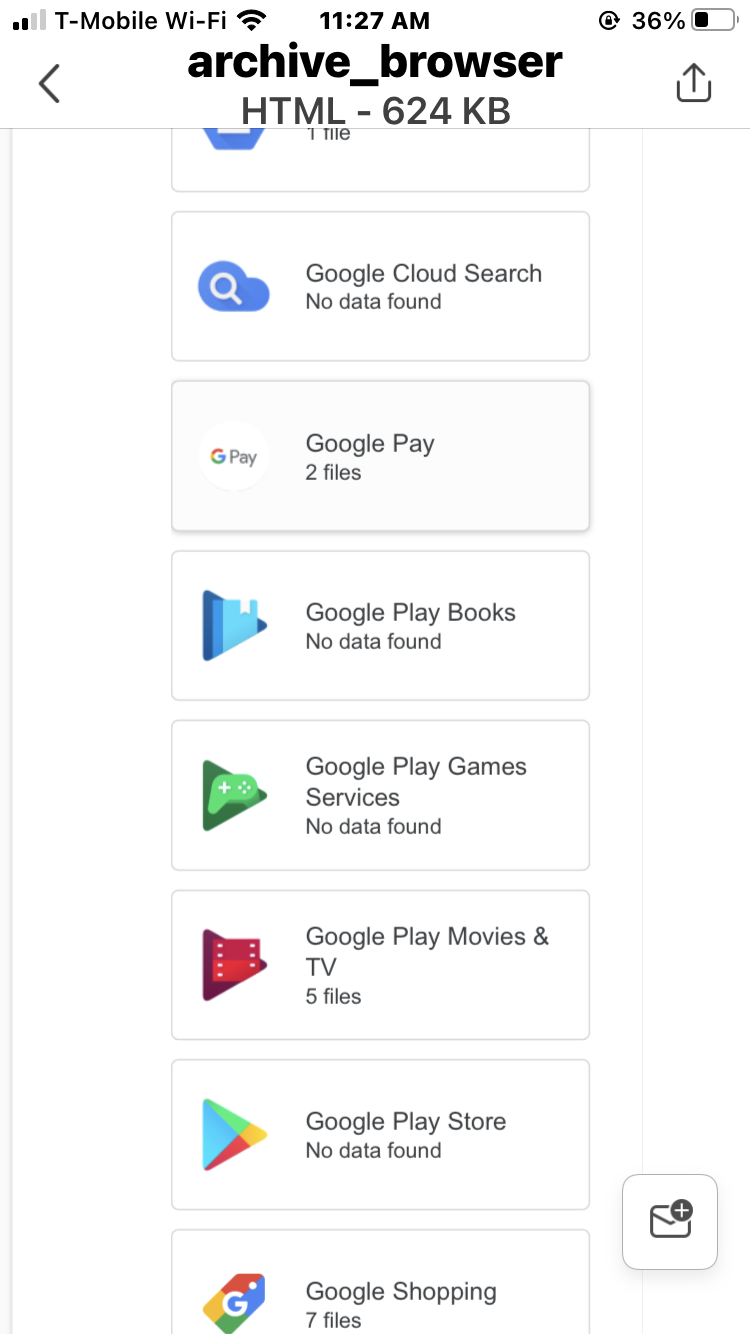 T-Mobile Wi-Fi 11:27 AM 36%
archive_browser
HTML - 624 KB
1 file
Google Cloud Search
No data found
G Pay
Google Pay
2 files
Google Play Books
No data found
Google Play Games
Services
No data found
Google Play Movies &
TV
5 files
Google Play Store
No data found
G
Google Shopping
7 files